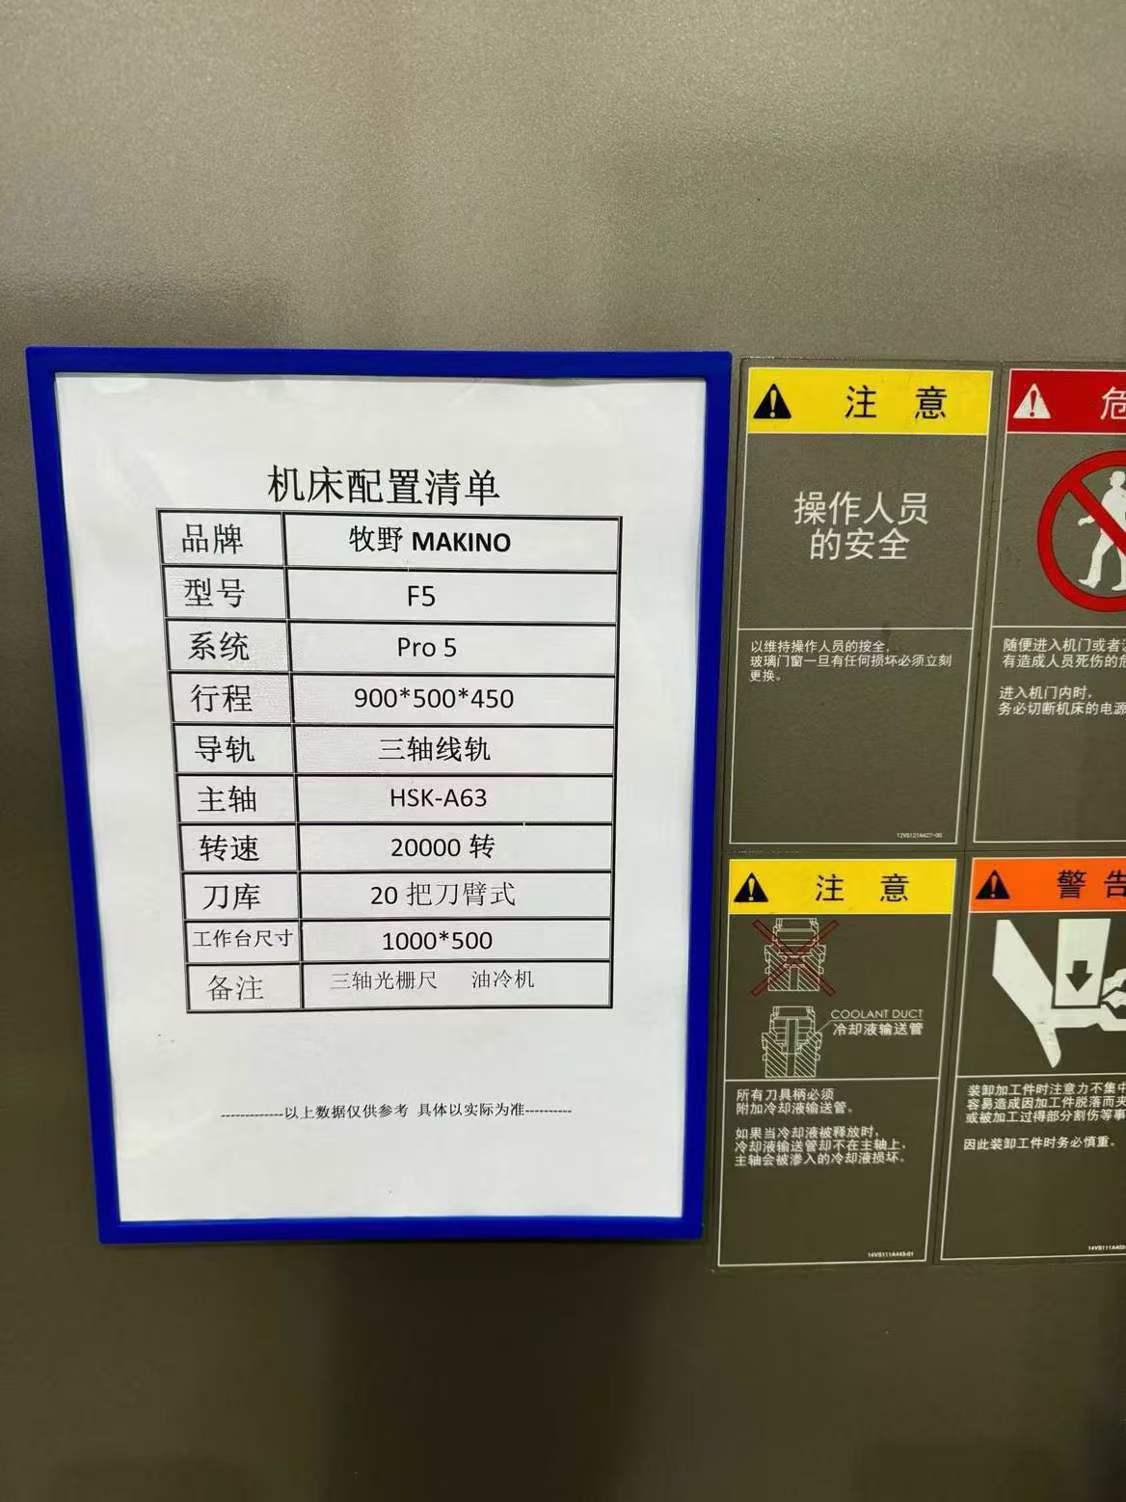 机床配置清单
品牌 牧野 MAKINO
型号 F5
系统 Pro 5
行程 900*500*450
导轨 三轴线轨
主轴 HSK-A63
转速 20000 转
刀库 20 把刀臂式
工作台尺寸 1000*500
备注 三轴光栅尺 油冷机
-------------以上数据仅供参考 具体以实际为准----------
注 意
操作人员
的安全
以维持操作人员的按全,
玻璃门窗一旦有任何损坏必须立刻
更换。
危
随便进入机门或者
有造成人员死伤的危
进入机门内时,
务必切断机床的电源
注 意
COOLANT DUCT
冷却液输送管
所有刀具柄必须
附加冷却液输送管。
如果当冷却液被释放时,
冷却液输送管却不在主轴上,
主轴会被渗入的冷却液损坏。
14VS111A443-01
警 告
装卸加工件时注意力不集中
容易造成因加工件脱落而夹
或被加工过得部分割伤等事
因此装卸工件时务必慎重。